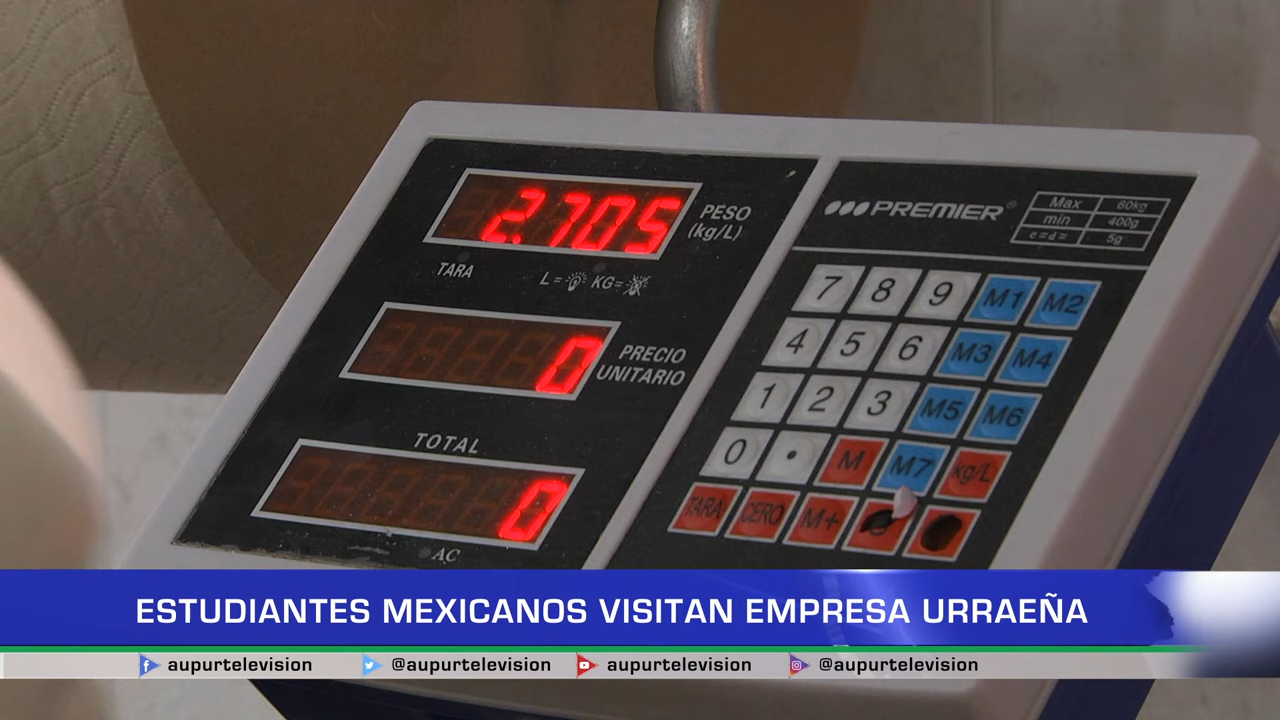 2.705
PESO
(kg/L)
TARA
L= KG=
0
PRECIO
UNITARIO
TOTAL
0
AC
PREMIER®
Max 60kg
min 400g
e=d= 5g
7 8 9 M1 M2
4 5 6 M3 M4
1 2 3 M5 M6
0 . M M7 kg/L
TARA CERO M+
ESTUDIANTES MEXICANOS VISITAN EMPRESA URRAEÑA
aupurtelevision @aupurtelevision aupurtelevision @aupurtelevision